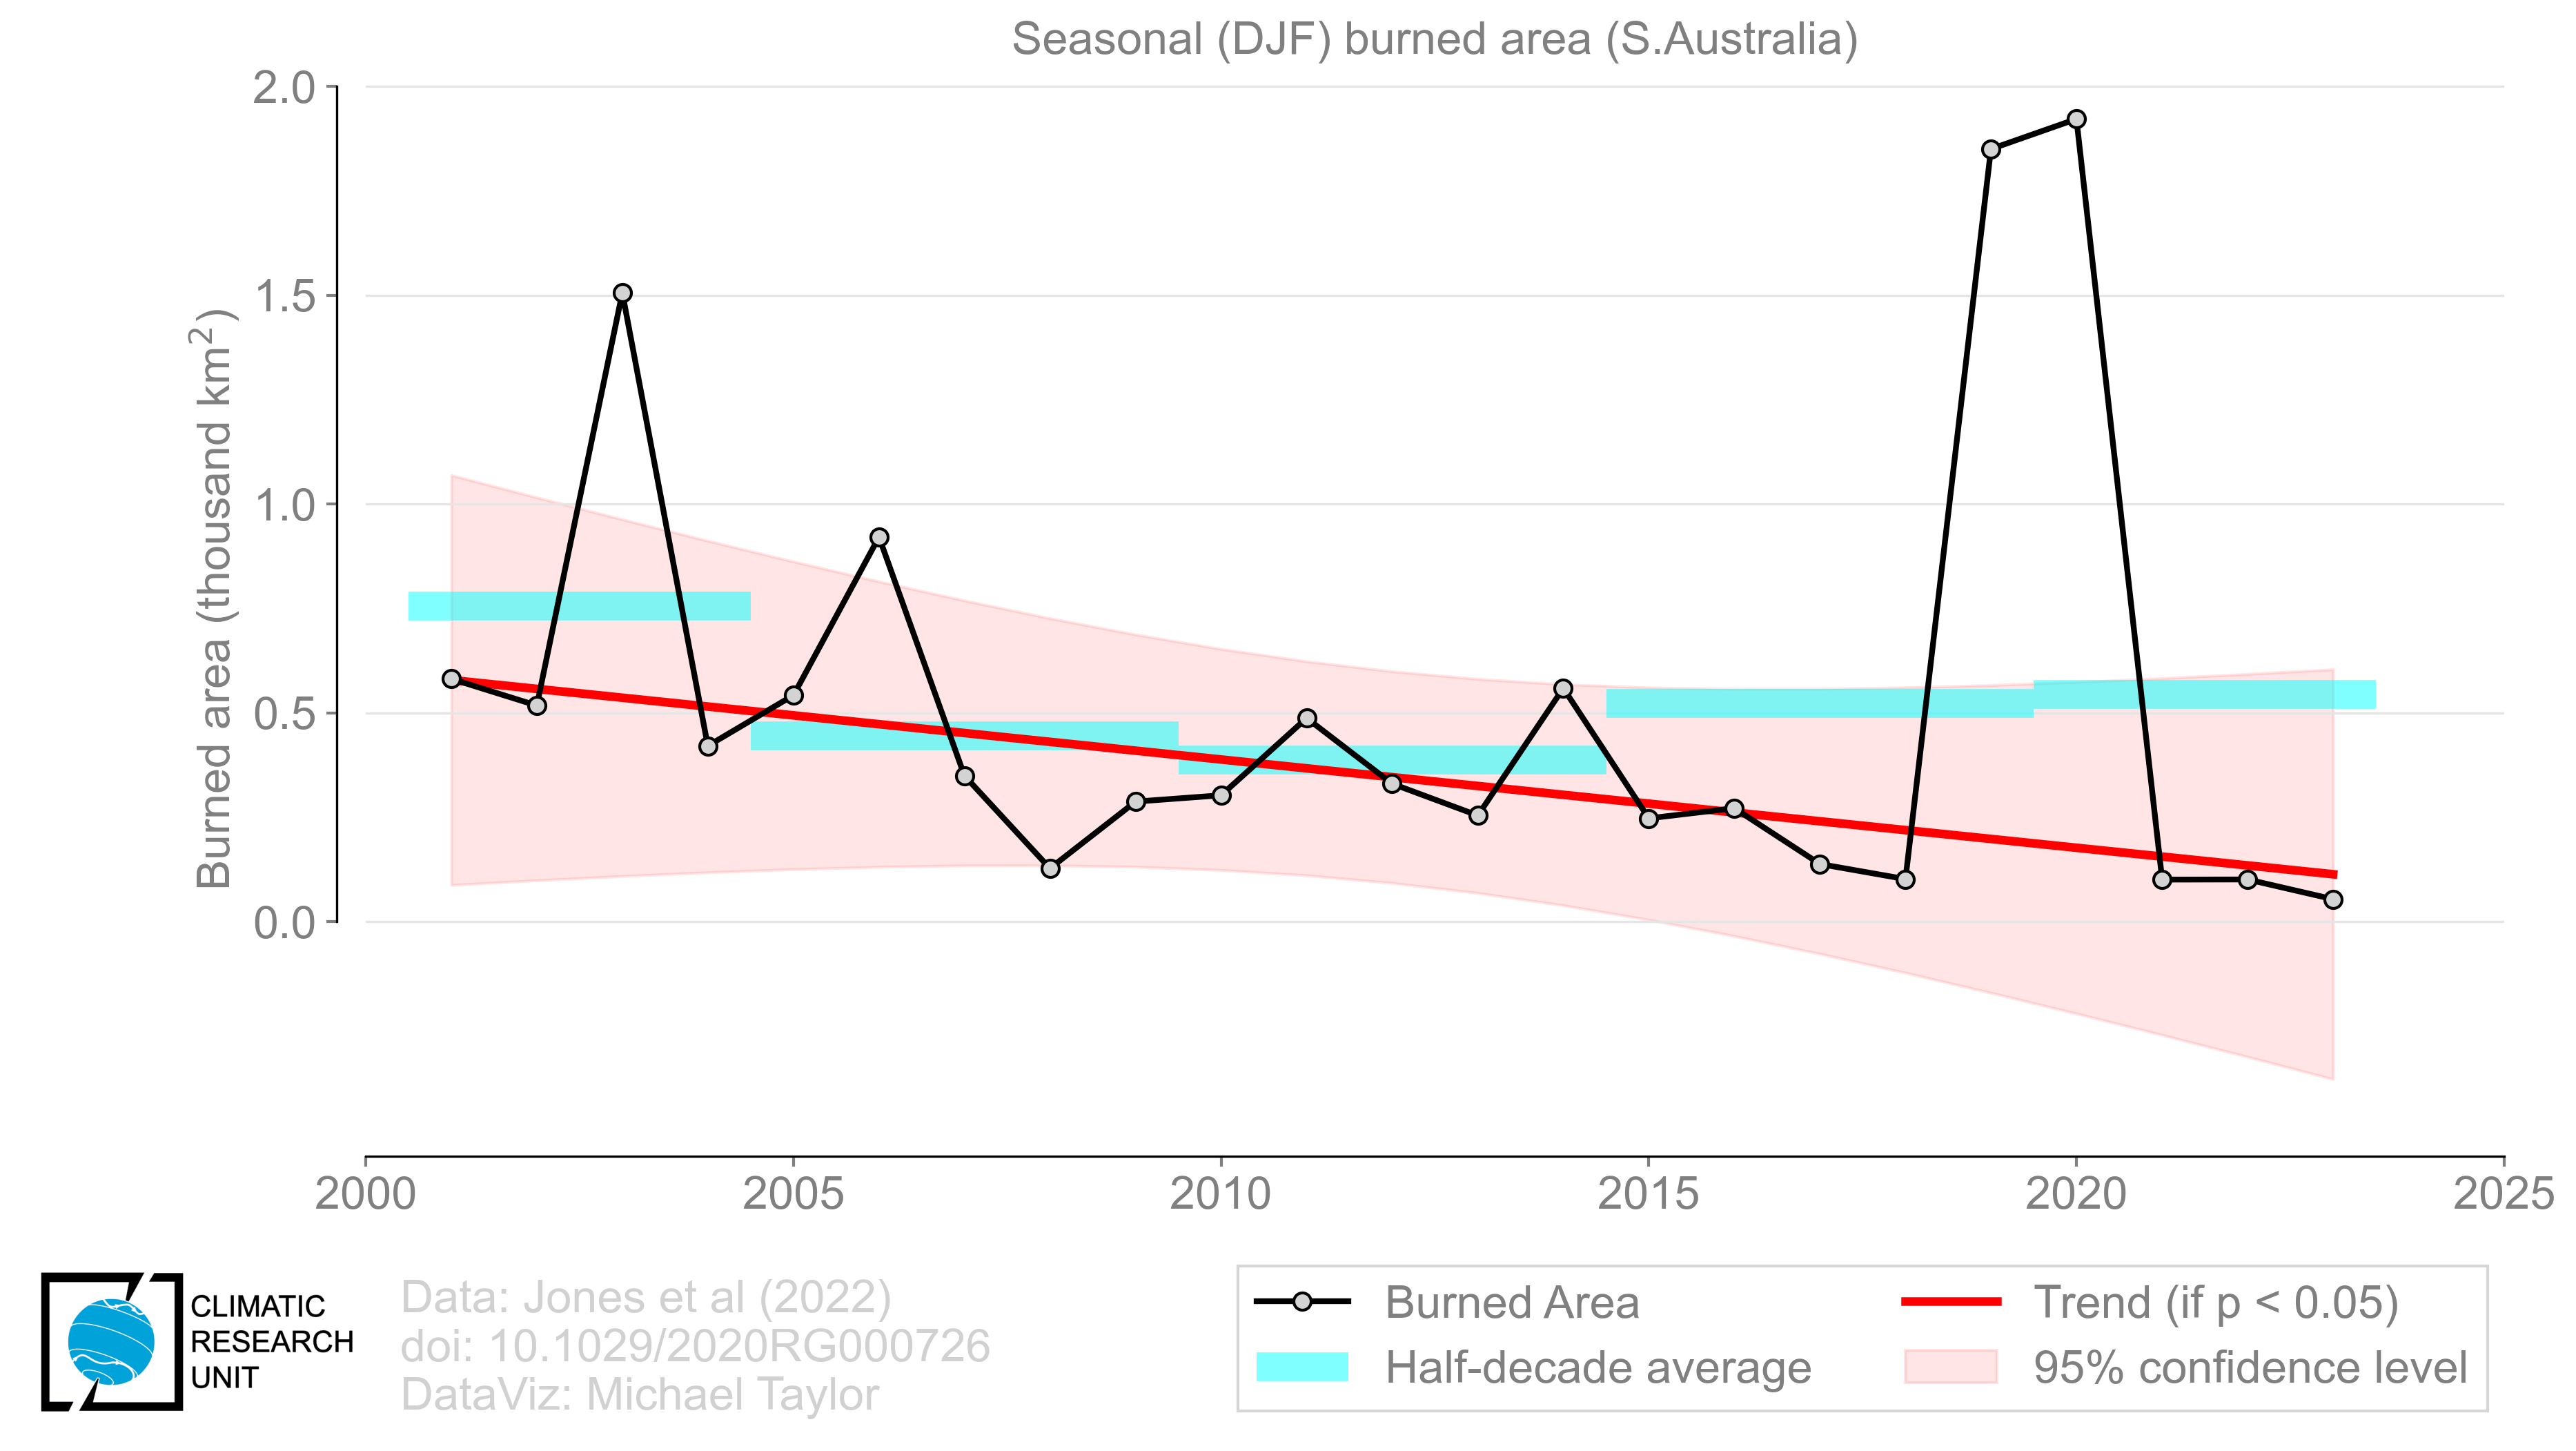 Seasonal (DJF) burned area (S.Australia)
Burned area (thousand km²)
2.0
1.5
1.0
0.5
0.0
2000
2005
2010
2015
2020
2025
CLIMATIC
RESEARCH
UNIT
Data: Jones et al (2022)
doi: 10.1029/2020RG000726
DataViz: Michael Taylor
Burned Area
Half-decade average
Trend (if p < 0.05)
95% confidence level